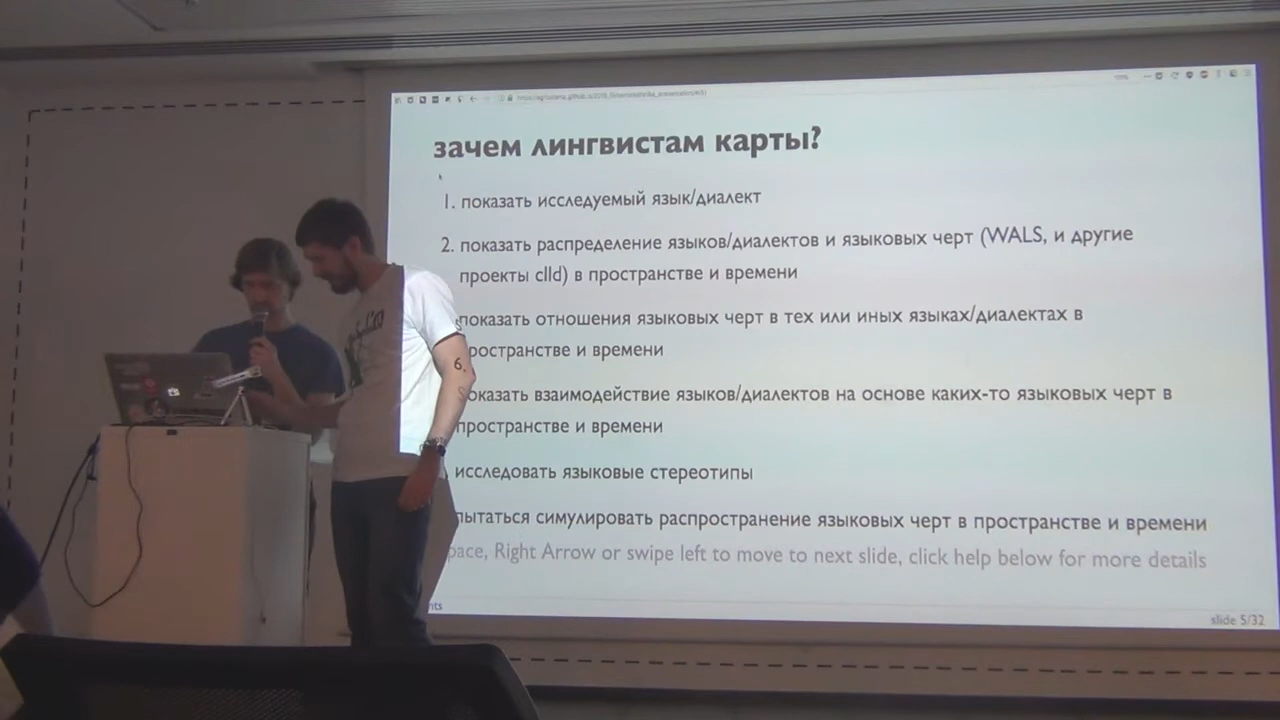 зачем лингвистам карты?
1. показать исследуемый язык/диалект
2. показать распределение языков/диалектов и языковых черт (WALS, и другие
проекты clld) в пространстве и времени
показать отношения языковых черт в тех или иных языках/диалектах в
пространстве и времени
показать взаимодействие языков/диалектов на основе каких-то языковых черт в
пространстве и времени
исследовать языковые стереотипы
6. пытаться симулировать распространение языковых черт в пространстве и времени
pace, Right Arrow or swipe left to move to next slide, click help below for more details
nts
slide 5/32